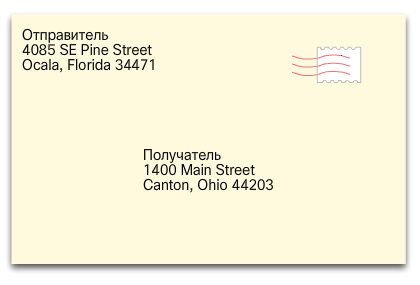 Отправитель
4085 SE Pine Street
Ocala, Florida 34471
Получатель
1400 Main Street
Canton, Ohio 44203